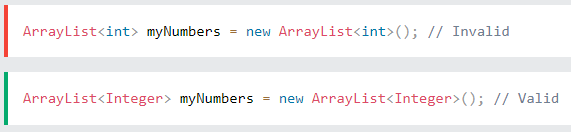 ArrayList<int> myNumbers = new ArrayList<int>(); // Invalid
ArrayList<Integer> myNumbers = new ArrayList<Integer>(); // Valid